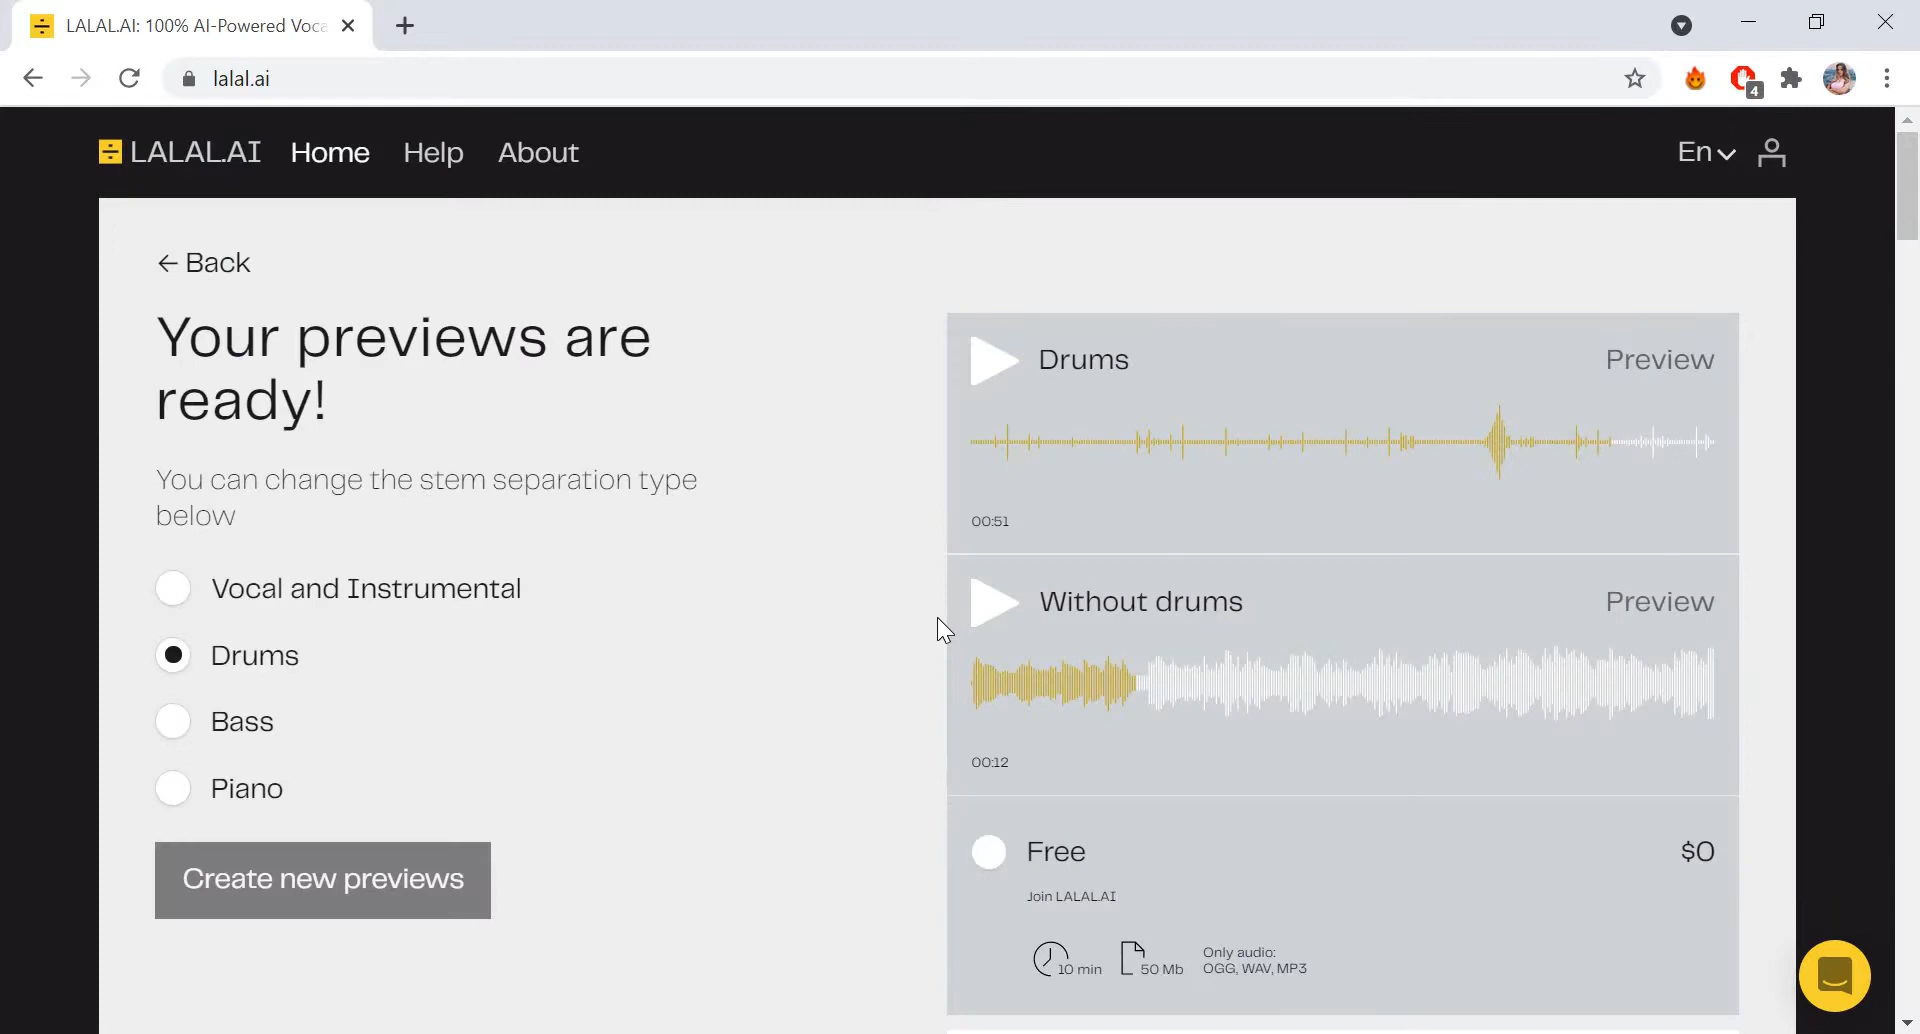 LALAL.AI: 100% AI-Powered Voca
lalal.ai
4
LALAL.AI Home Help About En
← Back
Your previews are
ready!
You can change the stem separation type
below
Vocal and Instrumental
Drums
Bass
Piano
Create new previews
Drums Preview
00:51
Without drums Preview
00:12
Free $0
Join LALAL.AI
10 min 50 Mb
Only audio:
OGG, WAV, MP3